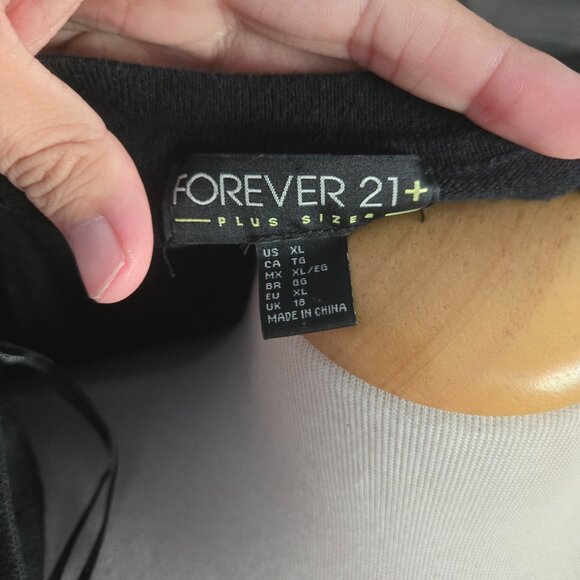 FOREVER 21+
PLUS SIZES
US XL
CA TG
MX XL/EG
BR GG
EU XL
UK 18
MADE IN CHINA